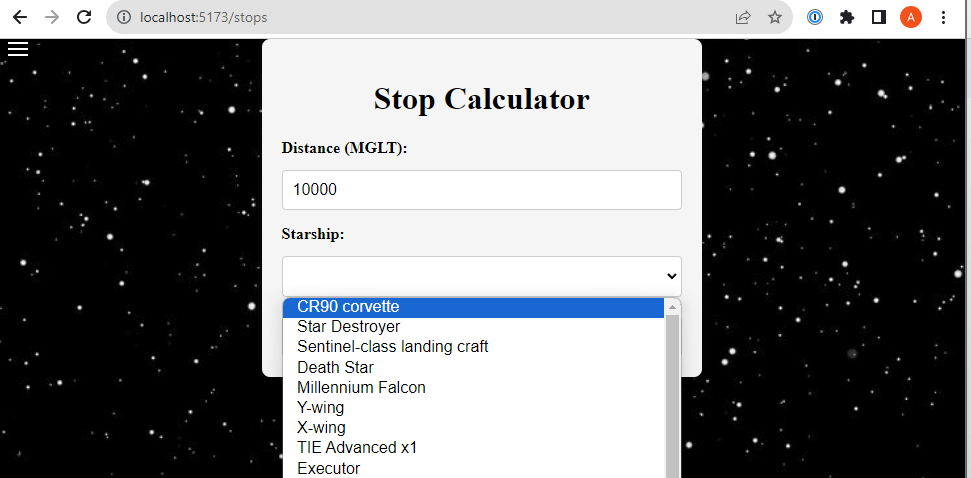 localhost:5173/stops
A
Stop Calculator
Distance (MGLT):
10000
Starship:
CR90 corvette
Star Destroyer
Sentinel-class landing craft
Death Star
Millennium Falcon
Y-wing
X-wing
TIE Advanced x1
Executor